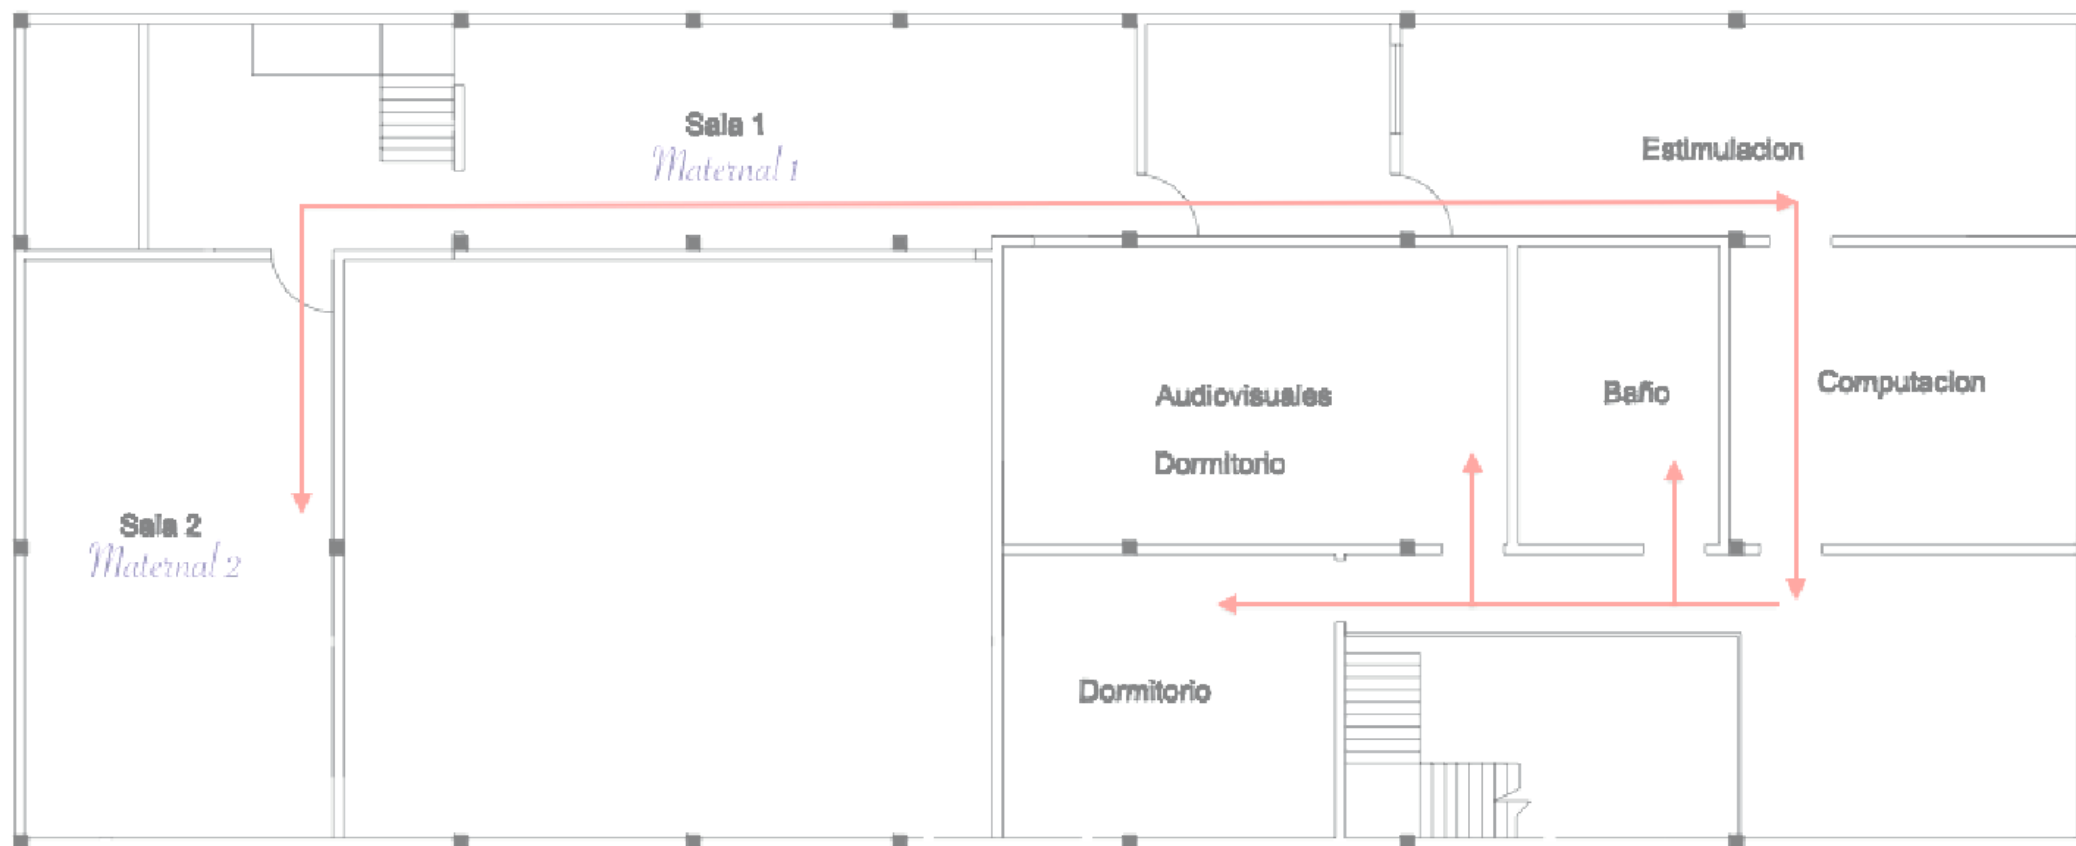 Sala 1
Maternal 1
Estimulacion
Audiovisuales
Dormitorio
Baño
Computacion
Sala 2
Maternal 2
Dormitorio